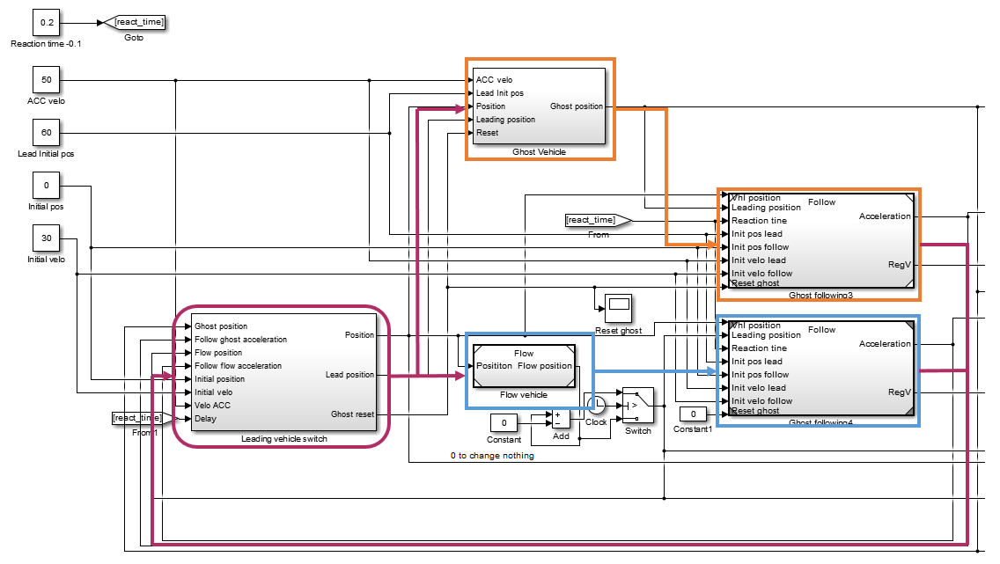 0.2
Reaction time -0.1
[react_time]
Goto
50
ACC velo
60
Lead Initial pos
0
Initial pos
30
Initial velo
ACC velo
Lead Init pos
Position
Leading position
Reset
Ghost position
Ghost Vehicle
[react_time]
From
Vhl position
Leading position
Reaction tine
Init pos lead
Init pos follow
Init velo lead
Init velo follow
Reset ghost
Follow
Acceleration
RegV
Ghost following3
Reset ghost
Ghost position
Follow ghost acceleration
Flow position
Follow flow acceleration
Initial position
Initial velo
Velo ACC
Delay
Position
Lead position
Ghost reset
Leading vehicle switch
[react_time]
From1
Flow
Posititon
Flow position
Flow vehicle
0
Constant
+
−
Add
Clock
>
Switch
0
Constant1
Vhl position
Leading position
Reaction tine
Init pos lead
Init pos follow
Init velo lead
Init velo follow
Reset ghost
Follow
Acceleration
RegV
Ghost following4
0 to change nothing